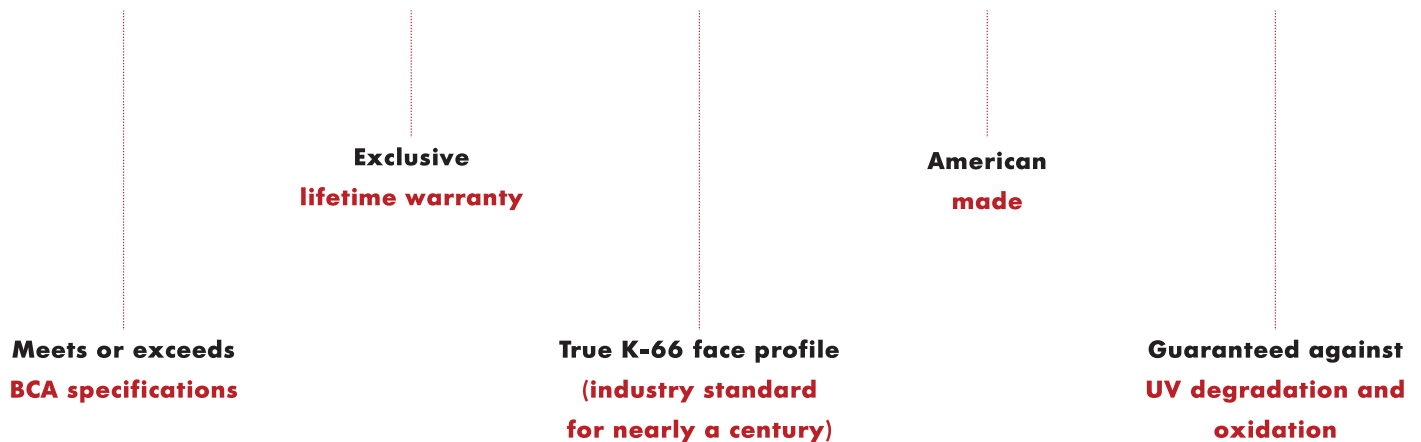 Meets or exceeds
BCA specifications
Exclusive
lifetime warranty
True K-66 face profile
(industry standard
for nearly a century)
American
made
Guaranteed against
UV degradation and
oxidation